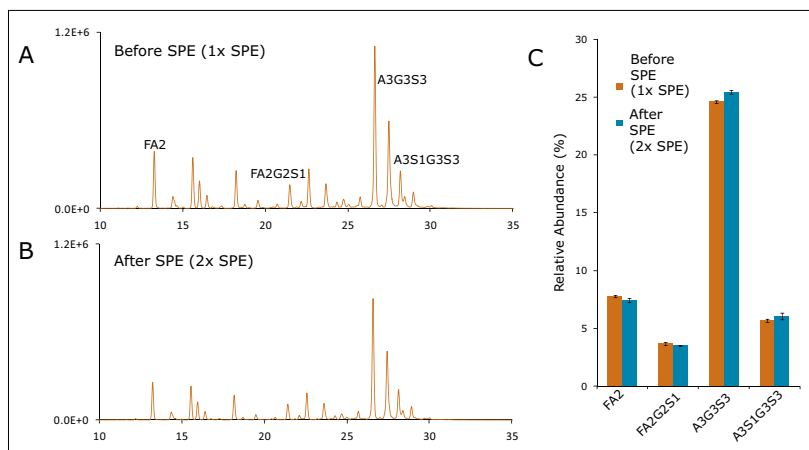 A
1.2E+6
Before SPE (1x SPE)
A3G3S3
FA2
FA2G2S1
A3S1G3S3
0.0E+0
10 15 20 25 30 35
B
1.2E+6
After SPE (2x SPE)
0.0E+0
10 15 20 25 30 35
C
Relative Abundance (%)
30
25
20
15
10
5
0
Before
SPE
(1x SPE)
After
SPE
(2x SPE)
FA2
FA2G2S1
A3G3S3
A3S1G3S3